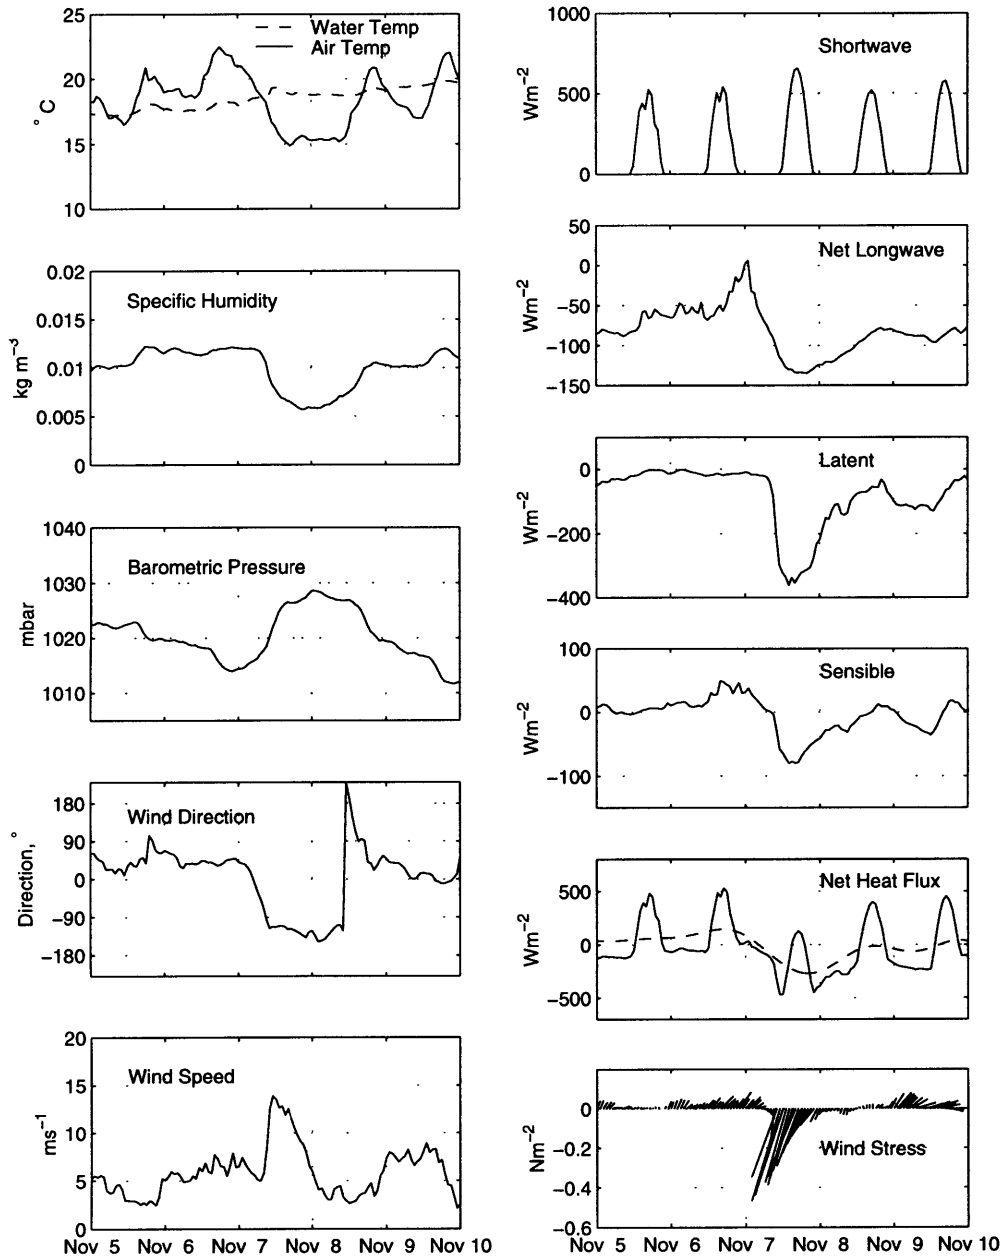 25
20
15
10
° C
Water Temp
Air Temp
0.02
0.015
0.01
0.005
0
kg m⁻³
Specific Humidity
1040
1030
1020
1010
mbar
Barometric Pressure
180
90
0
−90
−180
Direction, °
Wind Direction
20
15
10
5
0
ms⁻¹
Wind Speed
Nov 5 Nov 6 Nov 7 Nov 8 Nov 9 Nov 10
1000
500
0
Wm⁻²
Shortwave
50
0
−50
−100
−150
Wm⁻²
Net Longwave
0
−200
−400
Wm⁻²
Latent
100
0
−100
Wm⁻²
Sensible
500
0
−500
Wm⁻²
Net Heat Flux
0
−0.2
−0.4
−0.6
Nm⁻²
Wind Stress
Nov 5 Nov 6 Nov 7 Nov 8 Nov 9 Nov 10